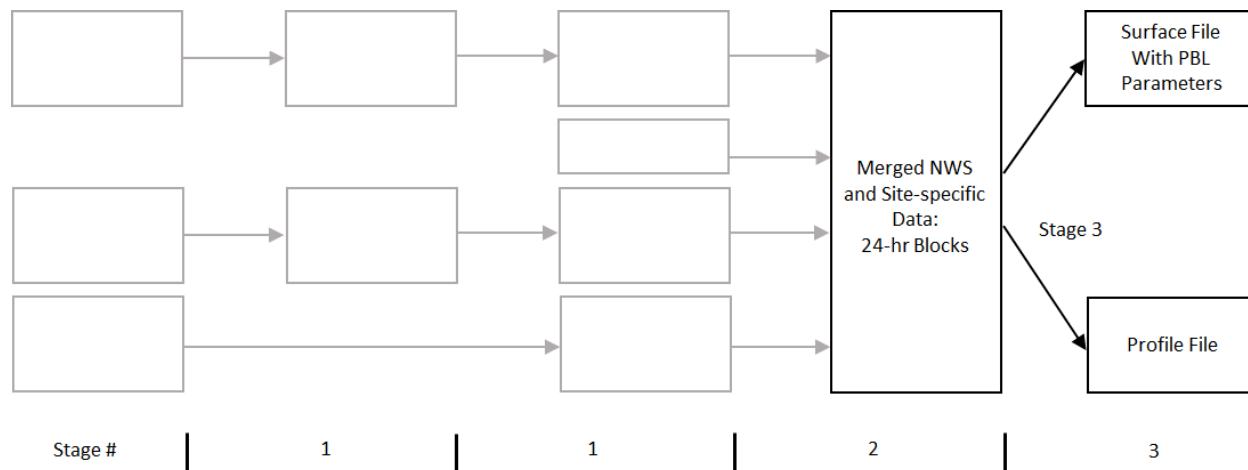 Surface File
With PBL
Parameters
Merged NWS
and Site-specific
Data:
24-hr Blocks
Stage 3
Profile File
Stage # 1 1 2 3